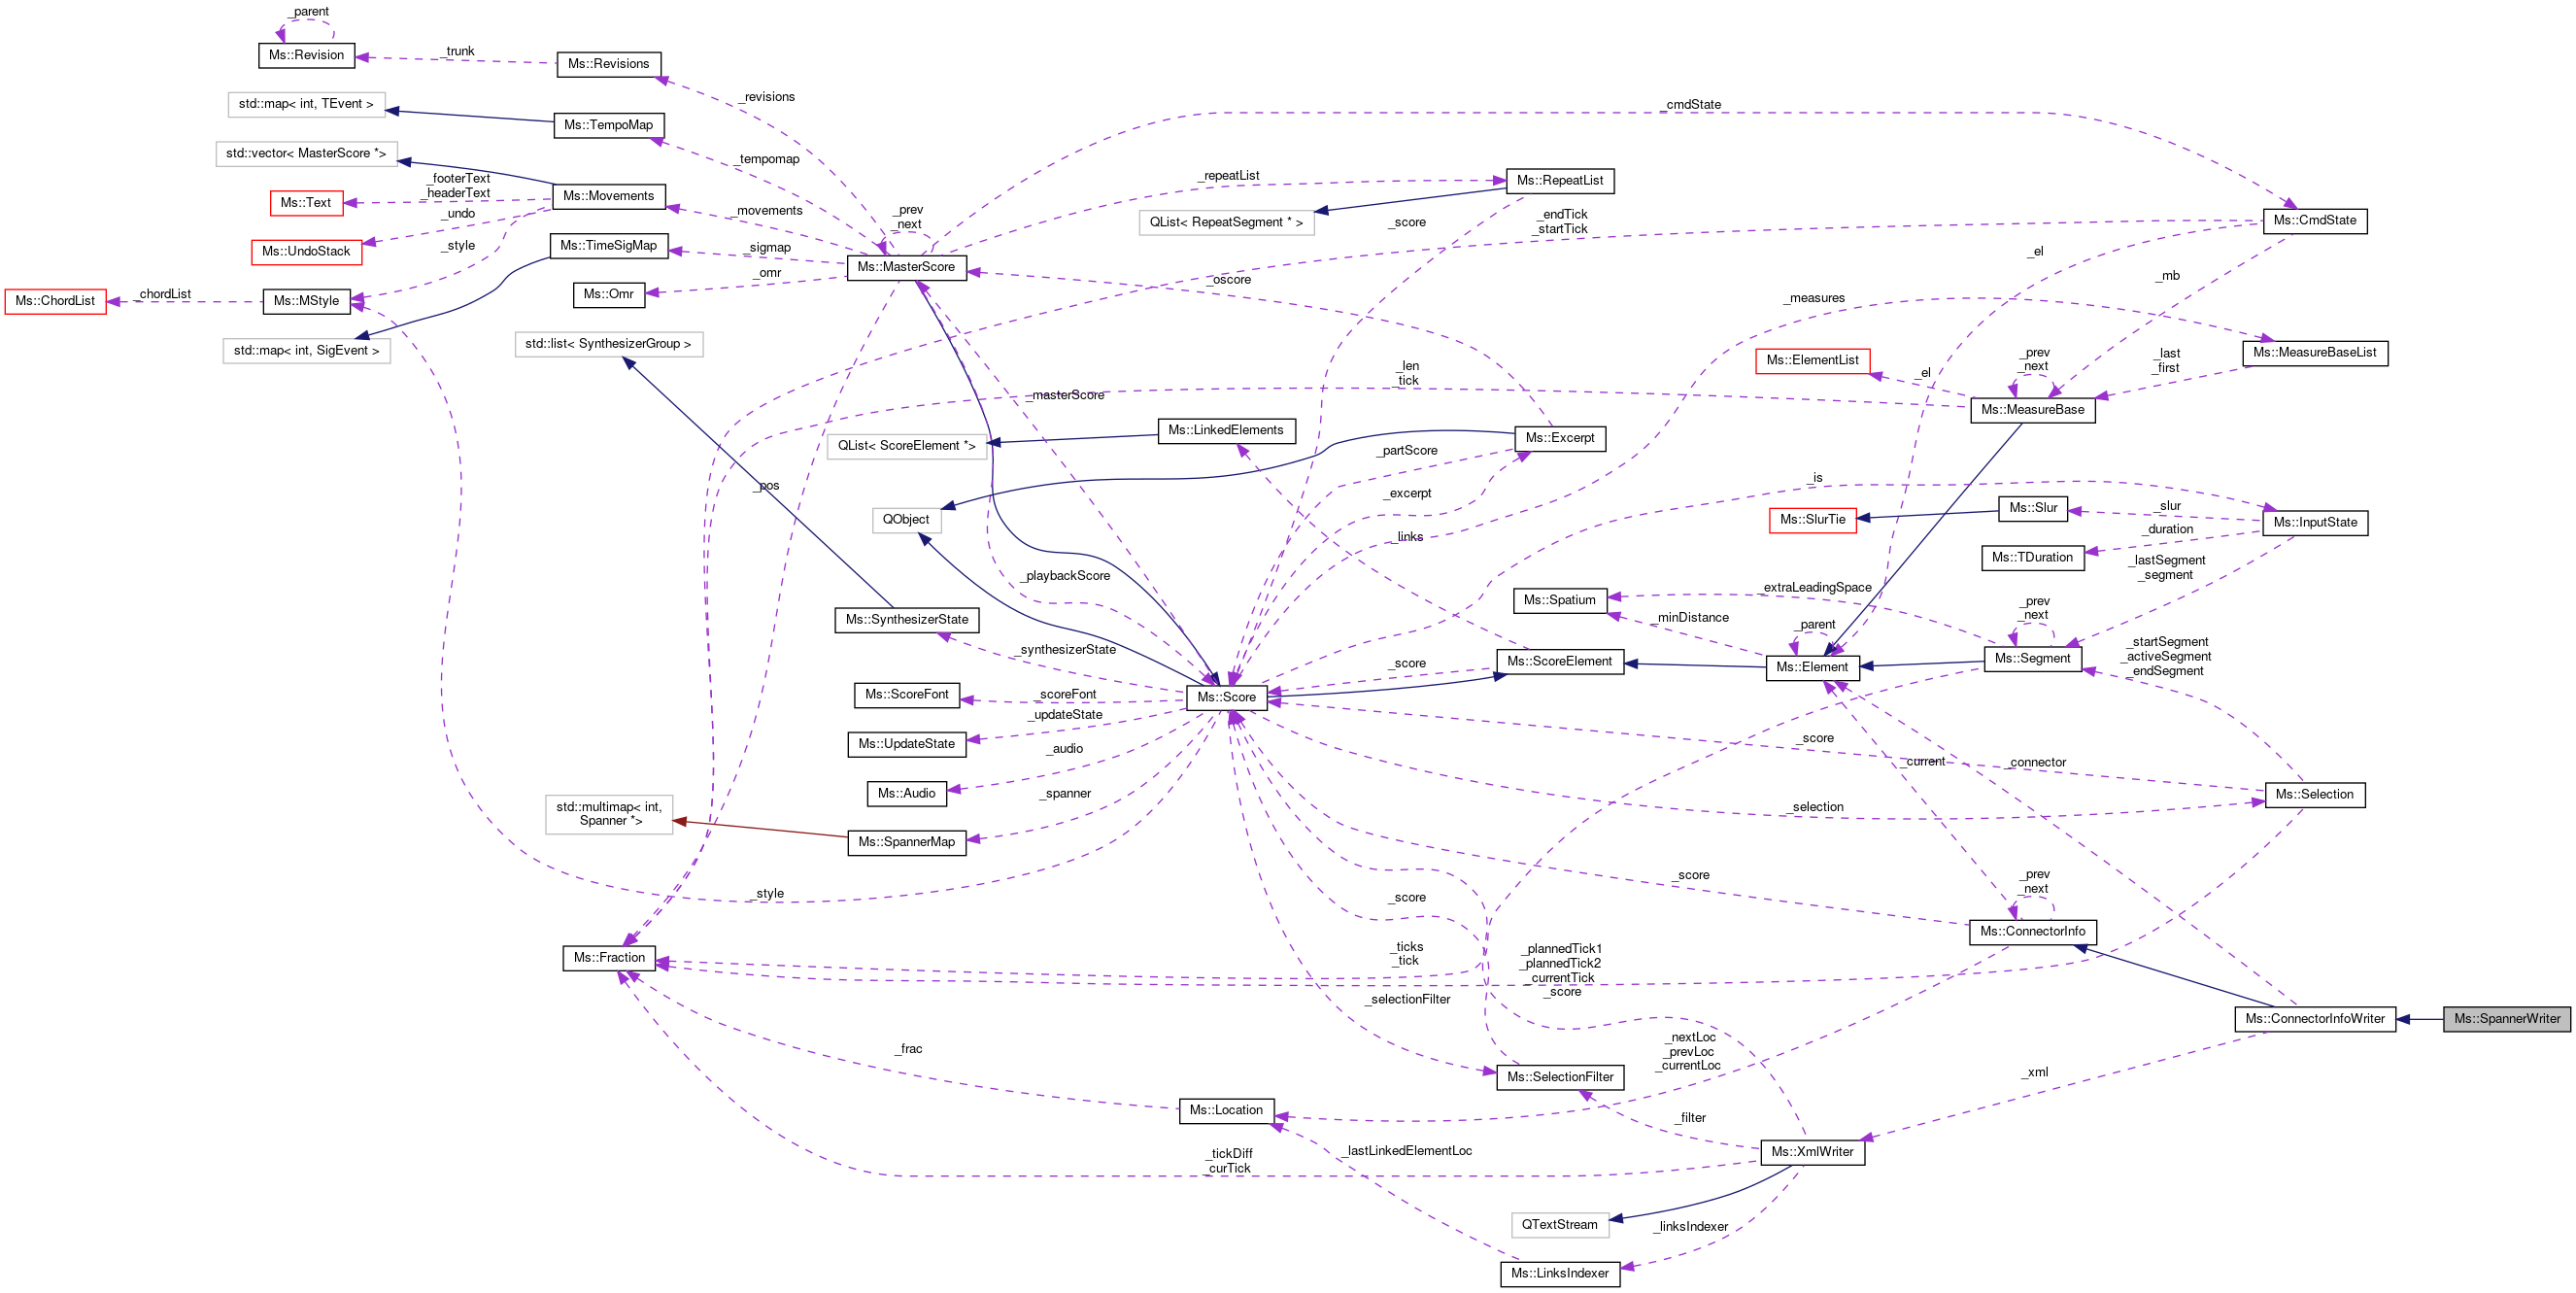 _parent
Ms::Revision
_trunk
Ms::Revisions
_revisions
std::map< int, TEvent >
Ms::TempoMap
_tempomap
_cmdState
std::vector< MasterScore *>
_footerText
_headerText
Ms::Movements
Ms::Text
_undo
_movements
_prev
_next
_repeatList
Ms::RepeatList
QList< RepeatSegment * >
_score
_endTick
_startTick
Ms::CmdState
Ms::UndoStack
_style
Ms::TimeSigMap
_sigmap
Ms::MasterScore
_el
_mb
Ms::ChordList
_chordList
Ms::MStyle
Ms::Omr
_omr
_oscore
_measures
std::map< int, SigEvent >
std::list< SynthesizerGroup >
Ms::ElementList
_el
_prev
_next
_last
_first
Ms::MeasureBaseList
_len
_tick
_masterScore
Ms::MeasureBase
QList< ScoreElement *>
Ms::LinkedElements
Ms::Excerpt
_partScore
_pos
_excerpt
_is
QObject
_links
Ms::SlurTie
Ms::Slur
_slur
Ms::InputState
_duration
Ms::TDuration
_lastSegment
_segment
_playbackScore
_extraLeadingSpace
Ms::Spatium
_minDistance
_parent
_prev
_next
Ms::SynthesizerState
_synthesizerState
_startSegment
_activeSegment
_endSegment
Ms::ScoreElement
_score
Ms::Element
Ms::Segment
Ms::ScoreFont
_scoreFont
Ms::Score
_updateState
Ms::UpdateState
_audio
_score
_current
_connector
Ms::Audio
_spanner
std::multimap< int,
Spanner *>
Ms::SpannerMap
_selection
Ms::Selection
_style
_score
_score
_prev
_next
Ms::ConnectorInfo
Ms::Fraction
_ticks
_tick
_plannedTick1
_plannedTick2
_currentTick
_score
_selectionFilter
Ms::ConnectorInfoWriter
Ms::SpannerWriter
_frac
_nextLoc
_prevLoc
_currentLoc
Ms::SelectionFilter
_xml
Ms::Location
_filter
_tickDiff
_curTick
_lastLinkedElementLoc
Ms::XmlWriter
QTextStream
_linksIndexer
Ms::LinksIndexer